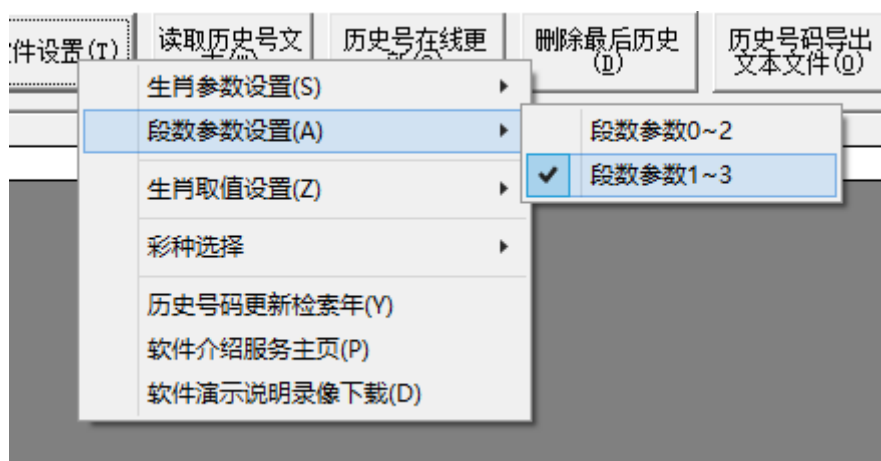 件设置(T)
读取历史号文
历史号在线更
删除最后历史
(D)
历史号码导出
文本文件(O)
生肖参数设置(S)
段数参数设置(A)
段数参数0~2
段数参数1~3
生肖取值设置(Z)
彩种选择
历史号码更新检索年(Y)
软件介绍服务主页(P)
软件演示说明录像下载(D)